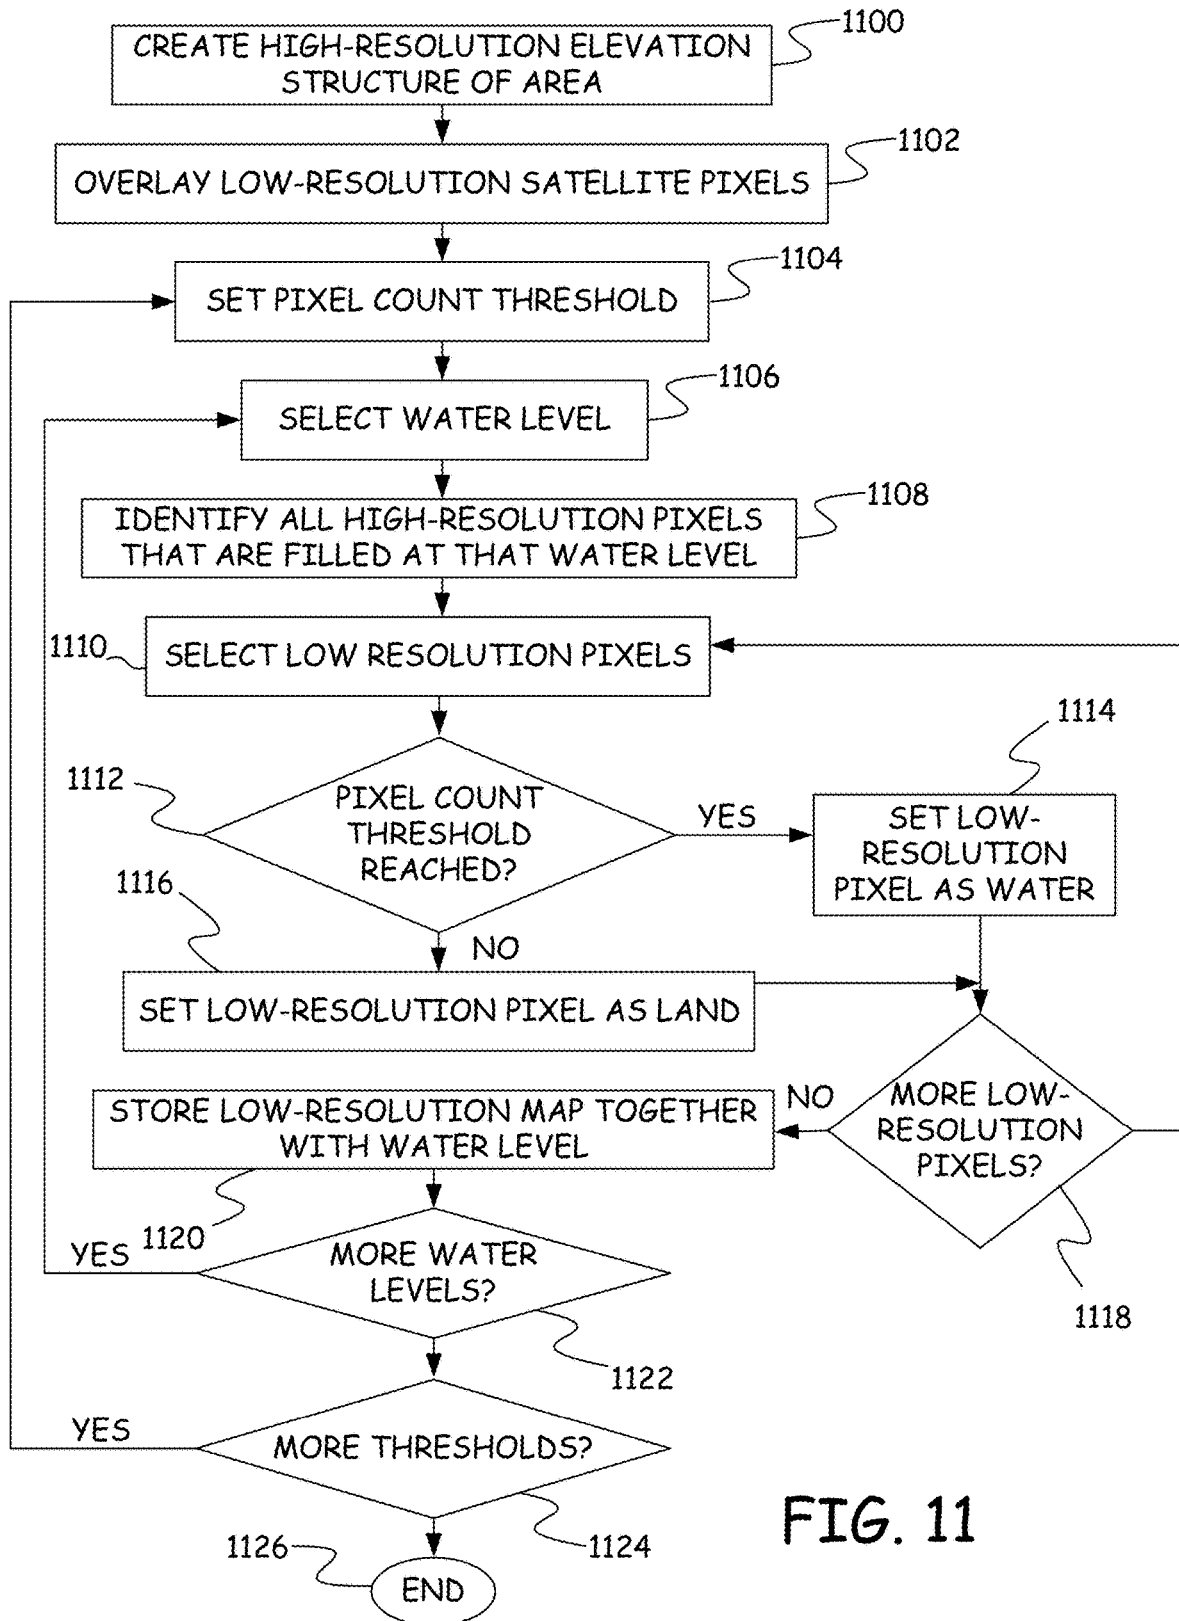 1100
CREATE HIGH-RESOLUTION ELEVATION
STRUCTURE OF AREA
1102
OVERLAY LOW-RESOLUTION SATELLITE PIXELS
1104
SET PIXEL COUNT THRESHOLD
1106
SELECT WATER LEVEL
1108
IDENTIFY ALL HIGH-RESOLUTION PIXELS
THAT ARE FILLED AT THAT WATER LEVEL
1110
SELECT LOW RESOLUTION PIXELS
1112
PIXEL COUNT
THRESHOLD
REACHED?
YES
1114
SET LOW-
RESOLUTION
PIXEL AS WATER
1116
NO
SET LOW-RESOLUTION PIXEL AS LAND
MORE LOW-
RESOLUTION
PIXELS?
NO
1118
STORE LOW-RESOLUTION MAP TOGETHER
WITH WATER LEVEL
1120
YES
MORE WATER
LEVELS?
1122
YES
MORE THRESHOLDS?
1124
1126
END
FIG. 11